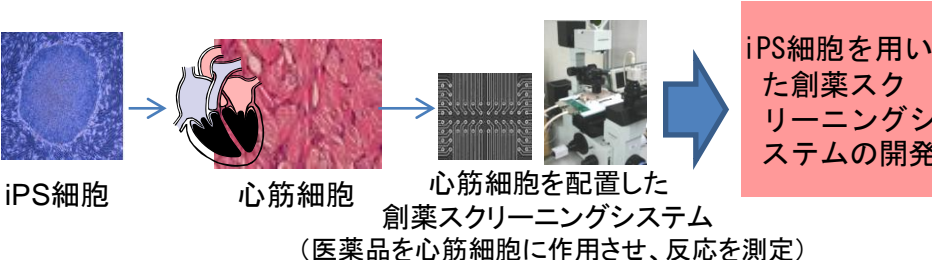 iPS細胞
心筋細胞
心筋細胞を配置した
創薬スクリーニングシステム
（医薬品を心筋細胞に作用させ、反応を測定）
iPS細胞を用い
た創薬スク
リーニングシ
ステムの開発